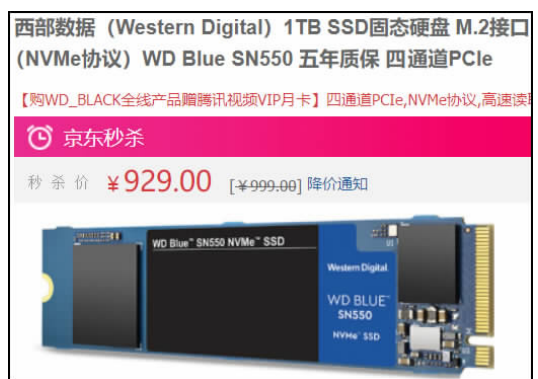 西部数据（Western Digital）1TB SSD固态硬盘 M.2接口
（NVMe协议）WD Blue SN550 五年质保 四通道PCIe
【购WD_BLACK全线产品赠腾讯视频VIP月卡】四通道PCIe,NVMe协议,高速读
京东秒杀
秒杀价 ￥929.00 [￥999.00] 降价通知
WD Blue™ SN550 NVMe™ SSD
Western Digital
WD BLUE™
SN550
NVMe™ SSD